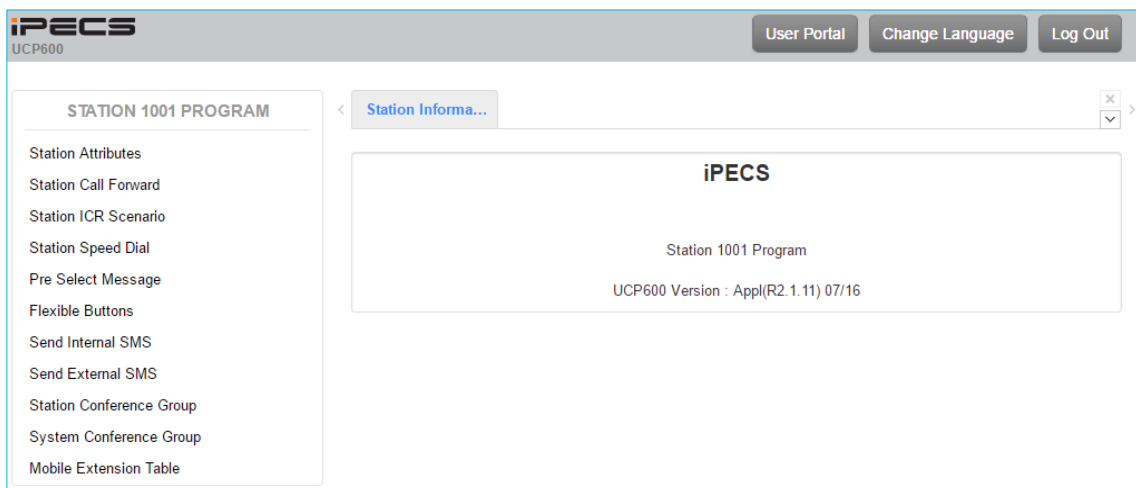 iPECS
UCP600
User Portal
Change Language
Log Out
STATION 1001 PROGRAM
Station Attributes
Station Call Forward
Station ICR Scenario
Station Speed Dial
Pre Select Message
Flexible Buttons
Send Internal SMS
Send External SMS
Station Conference Group
System Conference Group
Mobile Extension Table
Station Informa...
iPECS
Station 1001 Program
UCP600 Version : Appl(R2.1.11) 07/16